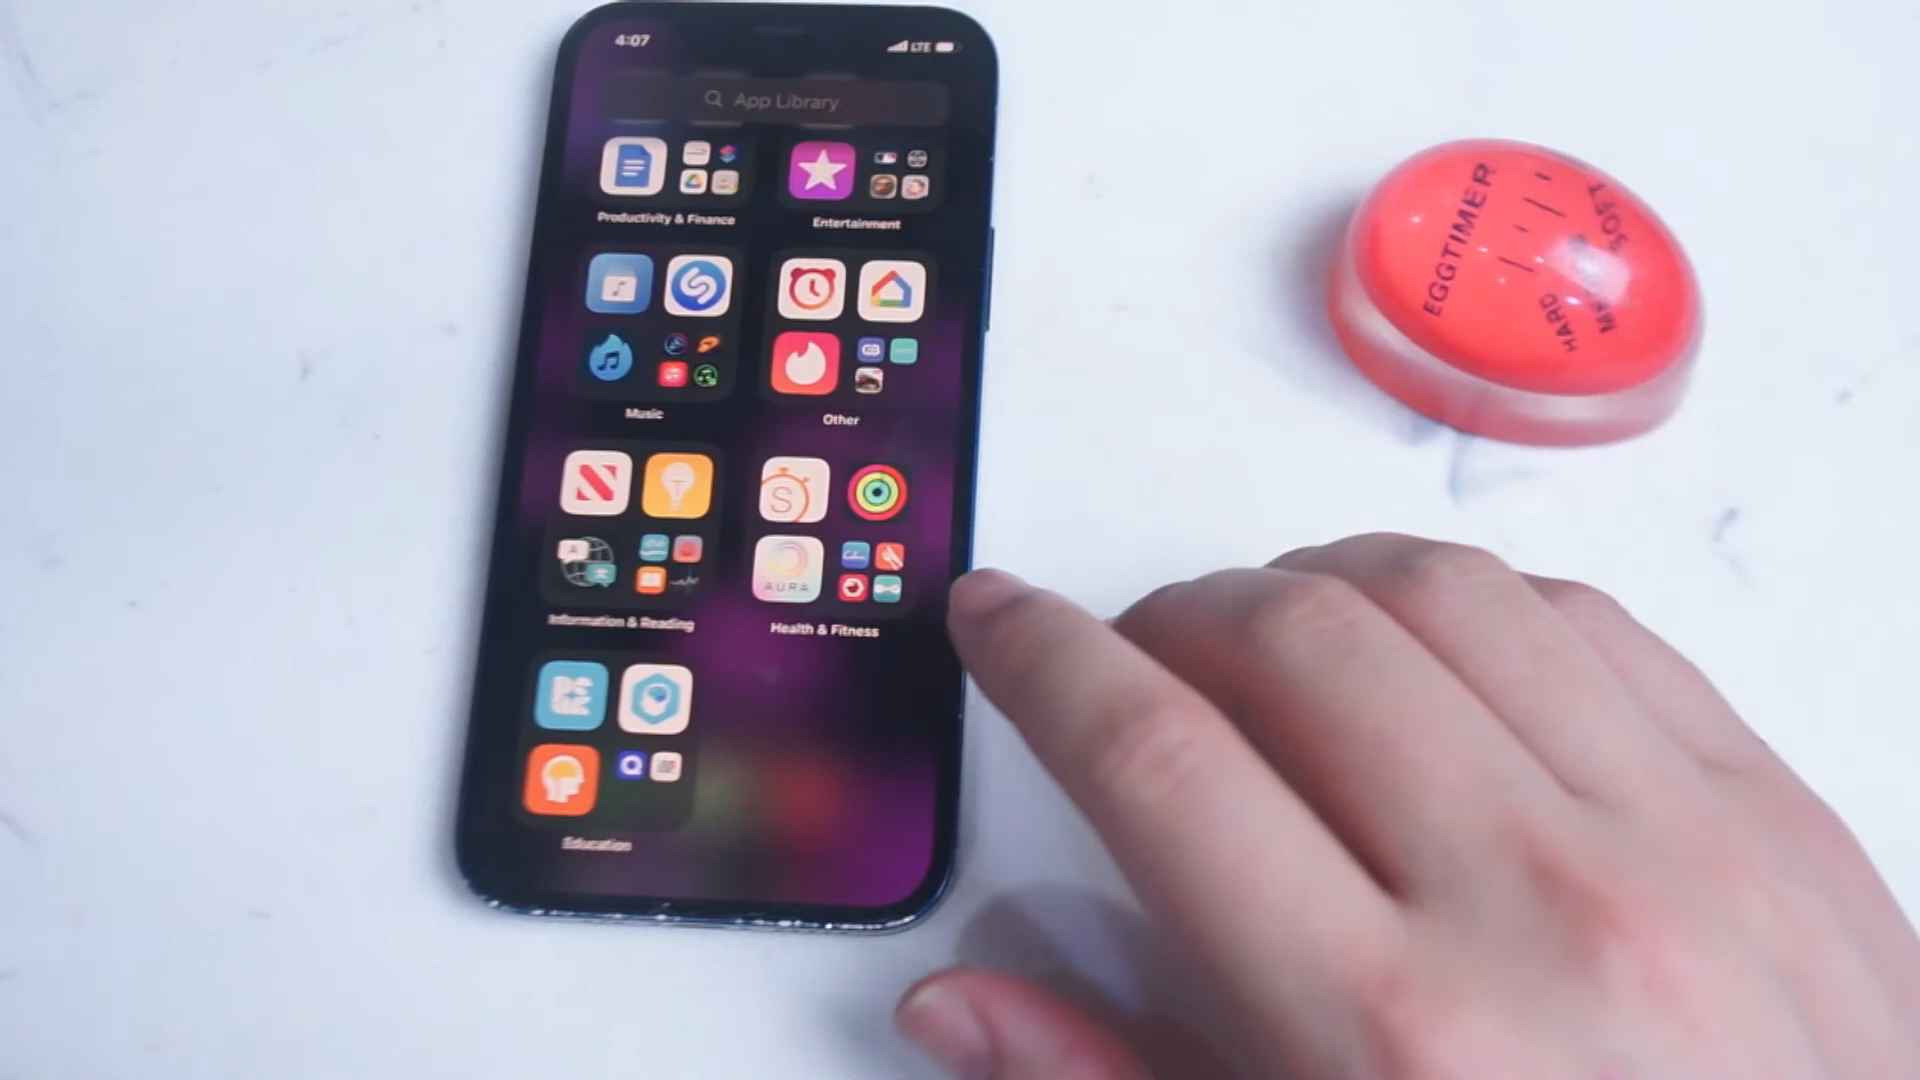 4:07
LTE
App Library
Productivity & Finance
Entertainment
Music
Other
S
AURA
Information & Reading
Health & Fitness
Education
EGGTIMER
SOFT
HARD